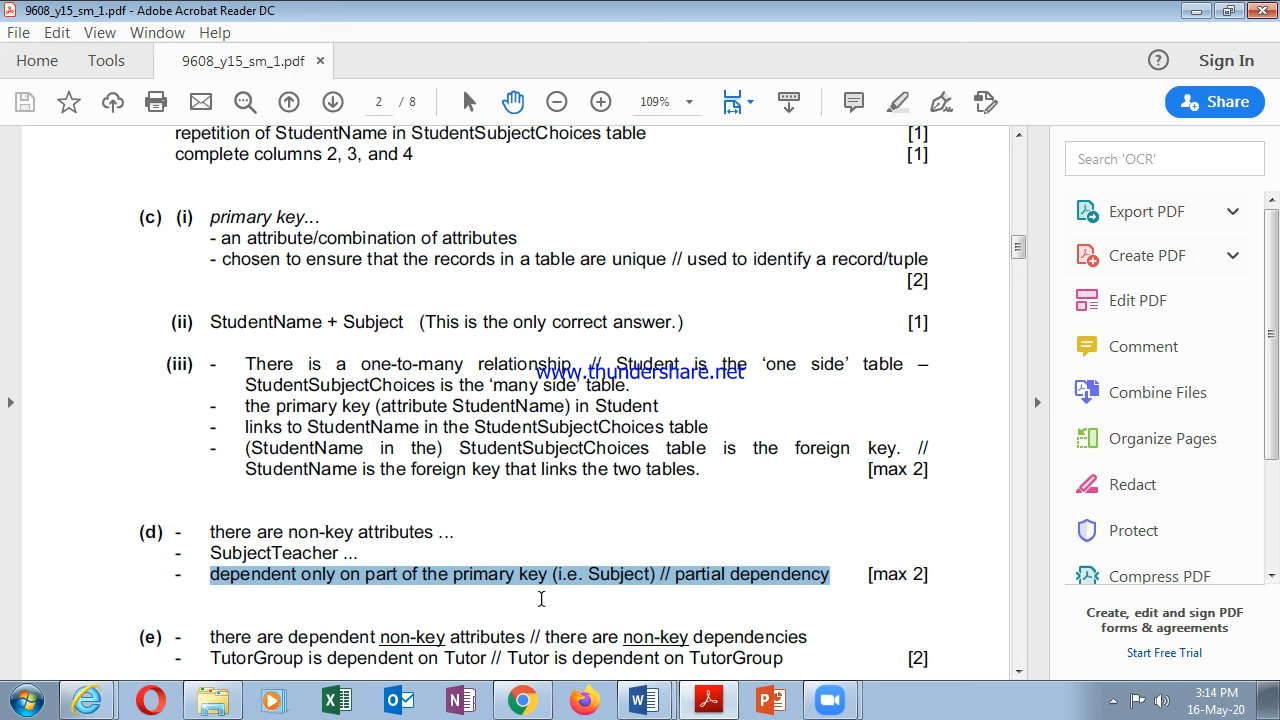 9608_y15_sm_1.pdf - Adobe Acrobat Reader DC
File Edit View Window Help
Home Tools 9608_y15_sm_1.pdf × ? Sign In
2 / 8 109% Share
repetition of StudentName in StudentSubjectChoices table [1]
complete columns 2, 3, and 4 [1]
(c) (i) primary key...
- an attribute/combination of attributes
- chosen to ensure that the records in a table are unique // used to identify a record/tuple
[2]
(ii) StudentName + Subject (This is the only correct answer.) [1]
(iii) - There is a one-to-many relationship // Student is the ‘one side’ table –
StudentSubjectChoices is the ‘many side’ table.
www.thundershare.net
- the primary key (attribute StudentName) in Student
- links to StudentName in the StudentSubjectChoices table
- (StudentName in the) StudentSubjectChoices table is the foreign key. //
StudentName is the foreign key that links the two tables. [max 2]
(d) - there are non-key attributes ...
- SubjectTeacher ...
- dependent only on part of the primary key (i.e. Subject) // partial dependency [max 2]
(e) - there are dependent non-key attributes // there are non-key dependencies
- TutorGroup is dependent on Tutor // Tutor is dependent on TutorGroup [2]
Search 'OCR'
Export PDF
Create PDF
Edit PDF
Comment
Combine Files
Organize Pages
Redact
Protect
Compress PDF
Create, edit and sign PDF
forms & agreements
Start Free Trial
3:14 PM
16-May-20